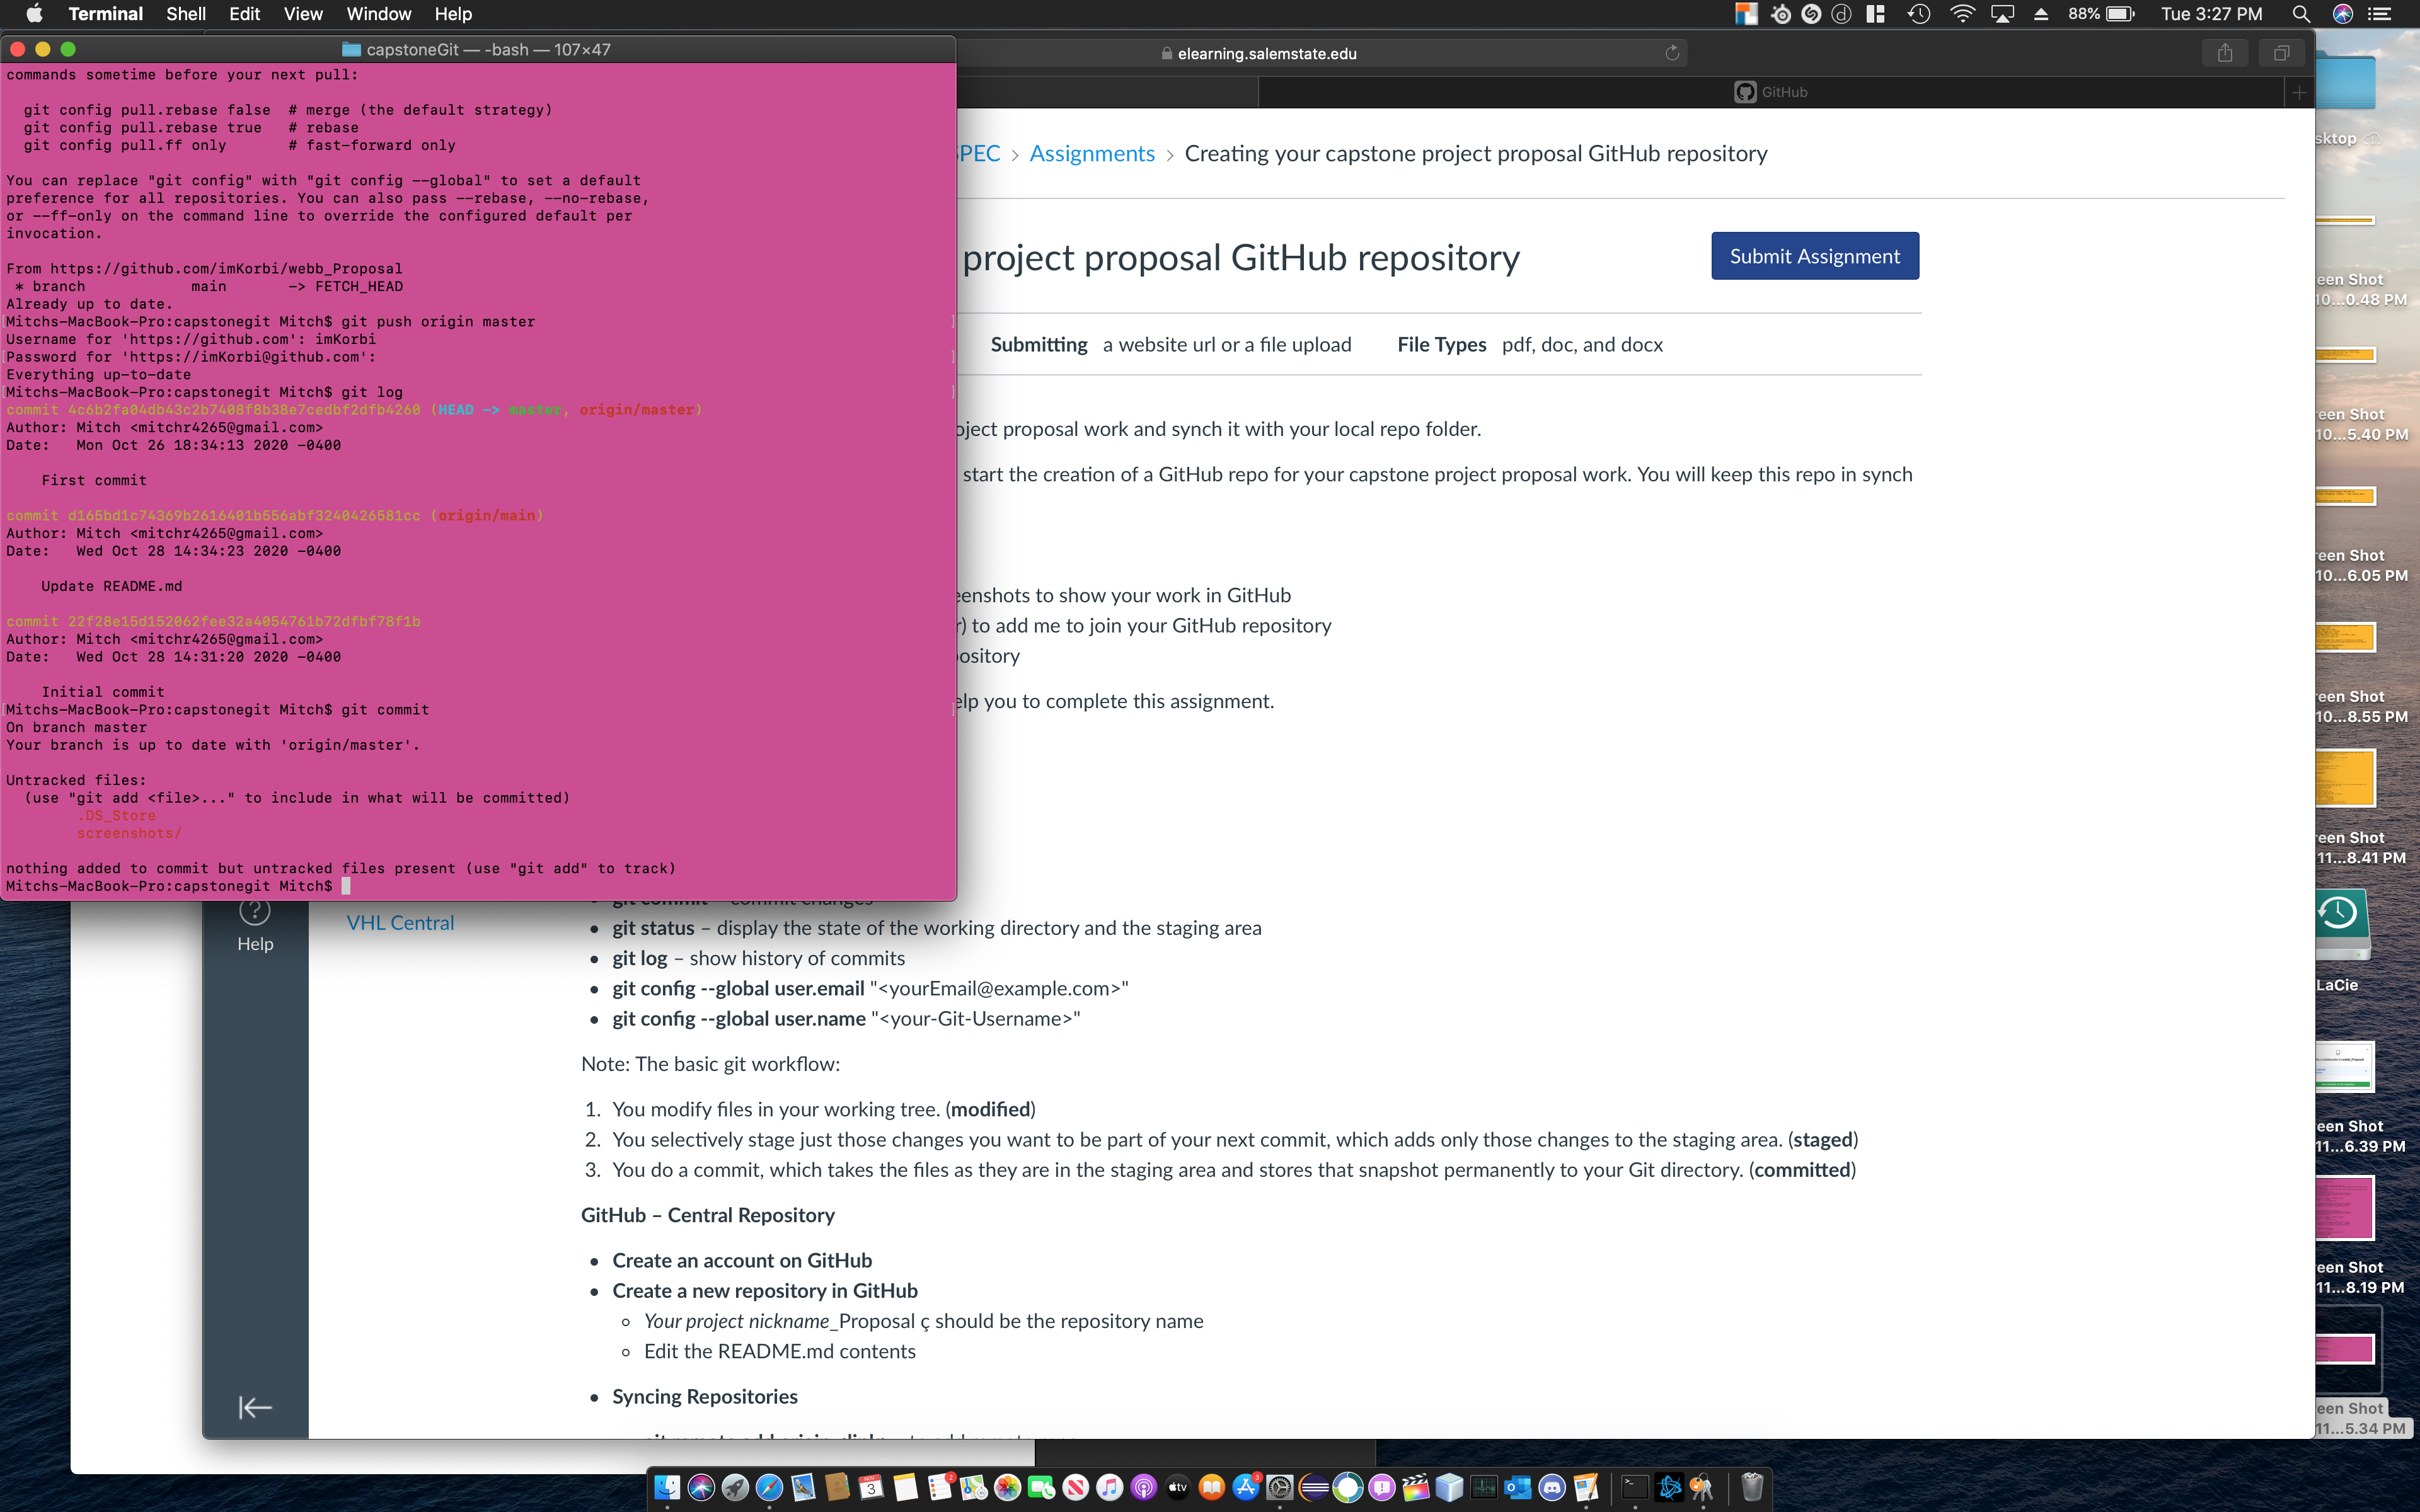 Terminal Shell Edit View Window Help
88% Tue 3:27 PM
capstoneGit — -bash — 107×47
commands sometime before your next pull:
git config pull.rebase false # merge (the default strategy)
git config pull.rebase true # rebase
git config pull.ff only # fast-forward only
You can replace "git config" with "git config --global" to set a default
preference for all repositories. You can also pass --rebase, --no-rebase,
or --ff-only on the command line to override the configured default per
invocation.
From https://github.com/imKorbi/webb_Proposal
* branch main -> FETCH_HEAD
Already up to date.
Mitchs-MacBook-Pro:capstonegit Mitch$ git push origin master
Username for 'https://github.com': imKorbi
Password for 'https://imKorbi@github.com':
Everything up-to-date
Mitchs-MacBook-Pro:capstonegit Mitch$ git log
commit 4c6b2fa04db43c2b7408f8b38e7cedbf2dfb4260 (HEAD -> master, origin/master)
Author: Mitch <mitchr4265@gmail.com>
Date: Mon Oct 26 18:34:13 2020 -0400
First commit
commit d165bd1c74369b2616401b556abf3240426581cc (origin/main)
Author: Mitch <mitchr4265@gmail.com>
Date: Wed Oct 28 14:34:23 2020 -0400
Update README.md
commit 22f28e15d152062fee32a4054761b72dfbf78f1b
Author: Mitch <mitchr4265@gmail.com>
Date: Wed Oct 28 14:31:20 2020 -0400
Initial commit
Mitchs-MacBook-Pro:capstonegit Mitch$ git commit
On branch master
Your branch is up to date with 'origin/master'.
Untracked files:
(use "git add <file>..." to include in what will be committed)
.DS_Store
screenshots/
nothing added to commit but untracked files present (use "git add" to track)
Mitchs-MacBook-Pro:capstonegit Mitch$
elearning.salemstate.edu
GitHub
SPEC > Assignments > Creating your capstone project proposal GitHub repository
project proposal GitHub repository
Submit Assignment
Submitting a website url or a file upload File Types pdf, doc, and docx
oject proposal work and synch it with your local repo folder.
start the creation of a GitHub repo for your capstone project proposal work. You will keep this repo in synch
eenshots to show your work in GitHub
r) to add me to join your GitHub repository
ository
elp you to complete this assignment.
Help
VHL Central
git commit – commit changes
git status – display the state of the working directory and the staging area
git log – show history of commits
git config --global user.email "<yourEmail@example.com>"
git config --global user.name "<your-Git-Username>"
Note: The basic git workflow:
1. You modify files in your working tree. (modified)
2. You selectively stage just those changes you want to be part of your next commit, which adds only those changes to the staging area. (staged)
3. You do a commit, which takes the files as they are in the staging area and stores that snapshot permanently to your Git directory. (committed)
GitHub – Central Repository
Create an account on GitHub
Create a new repository in GitHub
Your project nickname_Proposal ç should be the repository name
Edit the README.md contents
Syncing Repositories
sktop
een Shot
10...0.48 PM
een Shot
10...5.40 PM
een Shot
10...6.05 PM
een Shot
10...8.55 PM
een Shot
11...8.41 PM
LaCie
een Shot
11...6.39 PM
een Shot
11...8.19 PM
een Shot
11...5.34 PM